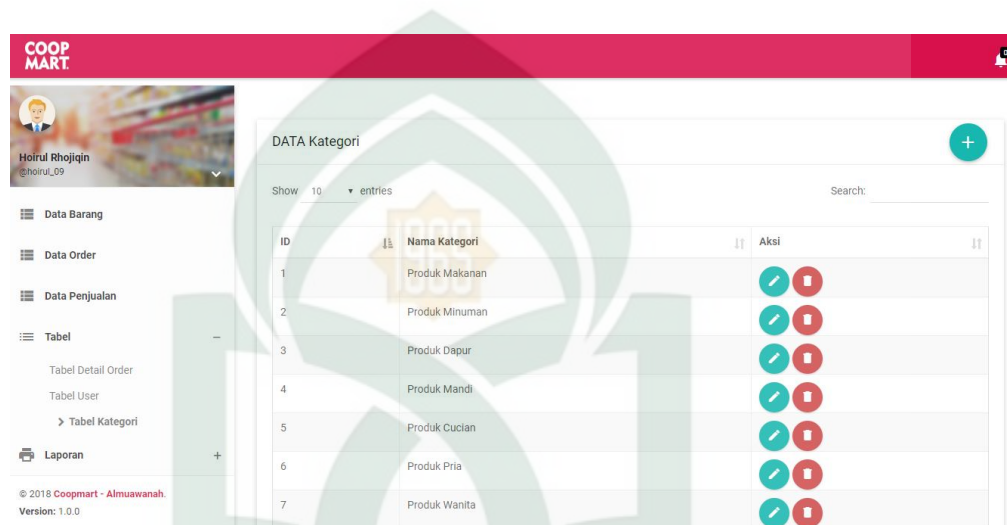 COOP
MART.
Hoirul Rhojiqin
@hoirul_09
Data Barang
Data Order
Data Penjualan
Tabel
Tabel Detail Order
Tabel User
Tabel Kategori
Laporan
© 2018 Coopmart - Almuawanah.
Version: 1.0.0
DATA Kategori
Show 10 entries
Search:
ID Nama Kategori Aksi
1 Produk Makanan
2 Produk Minuman
3 Produk Dapur
4 Produk Mandi
5 Produk Cucian
6 Produk Pria
7 Produk Wanita